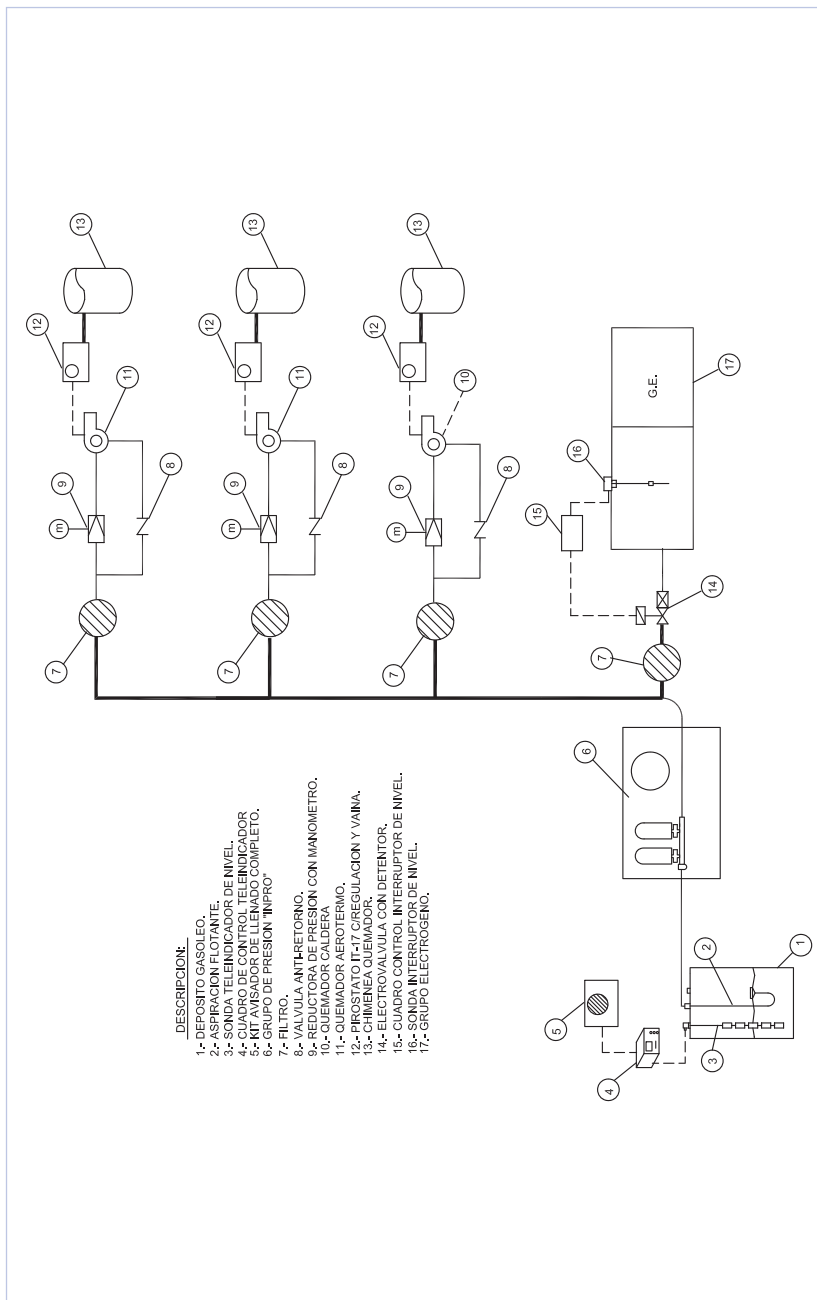 DESCRIPCION:
1,- DEPOSITO GASOLEO.
2,- ASPIRACION FLOTANTE.
3,- SONDA TELEINDICADOR DE NIVEL.
4,- CUADRO DE CONTROL TELEINDICADOR
5,- KIT AVISADOR DE LLENADO COMPLETO.
6,- GRUPO DE PRESION "INPRO"
7,- FILTRO.
8,- VALVULA ANTI-RETORNO.
9,- REDUCTORA DE PRESION CON MANOMETRO.
10,- QUEMADOR CALDERA
11,- QUEMADOR AEROTERMO.
12,- PIROSTATO IT-17 C/REGULACION Y VAINA.
13,- CHIMENEA QUEMADOR.
14,- ELECTROVALVULA CON DETENTOR.
15,- CUADRO CONTROL INTERRUPTOR DE NIVEL.
16,- SONDA INTERRUPTOR DE NIVEL.
17,- GRUPO ELECTROGENO.
13
12
11
9
m
8
7
13
12
11
9
m
8
7
13
12
10
9
m
8
7
17
G.E.
16
15
14
7
6
5
4
3
2
1